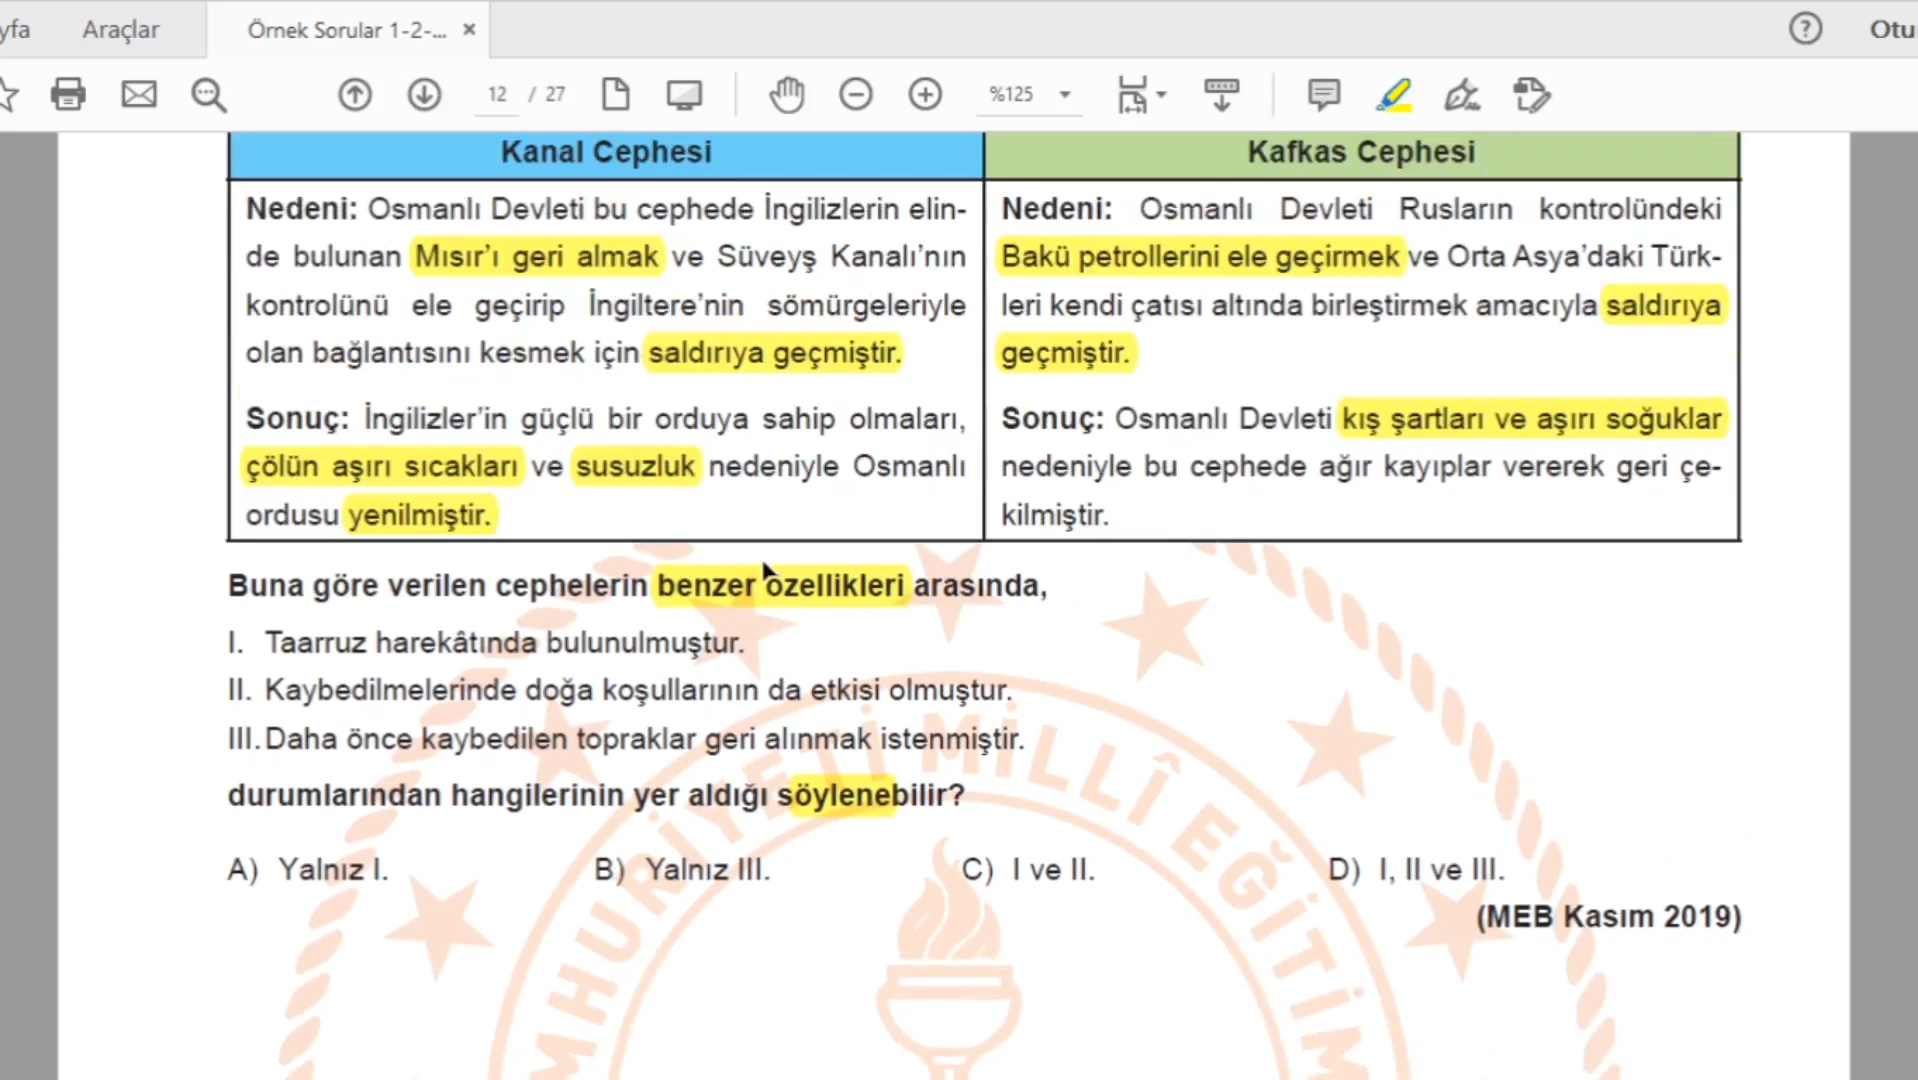 yfa
Araçlar
Örnek Sorular 1-2-...
Otu
12 / 27
%125
Kanal Cephesi
Nedeni: Osmanlı Devleti bu cephede İngilizlerin elin-
de bulunan Mısır'ı geri almak ve Süveyş Kanalı'nın
kontrolünü ele geçirip İngiltere'nin sömürgeleriyle
olan bağlantısını kesmek için saldırıya geçmiştir.
Sonuç: İngilizler'in güçlü bir orduya sahip olmaları,
çölün aşırı sıcakları ve susuzluk nedeniyle Osmanlı
ordusu yenilmiştir.
Kafkas Cephesi
Nedeni: Osmanlı Devleti Rusların kontrolündeki
Bakü petrollerini ele geçirmek ve Orta Asya'daki Türk-
leri kendi çatısı altında birleştirmek amacıyla saldırıya
geçmiştir.
Sonuç: Osmanlı Devleti kış şartları ve aşırı soğuklar
nedeniyle bu cephede ağır kayıplar vererek geri çe-
kilmiştir.
Buna göre verilen cephelerin benzer özellikleri arasında,
I. Taarruz harekâtında bulunulmuştur.
II. Kaybedilmelerinde doğa koşullarının da etkisi olmuştur.
III. Daha önce kaybedilen topraklar geri alınmak istenmiştir.
durumlarından hangilerinin yer aldığı söylenebilir?
A) Yalnız I. B) Yalnız III. C) I ve II. D) I, II ve III.
(MEB Kasım 2019)
MHURİYETİ MİLLÎ EĞİTİM